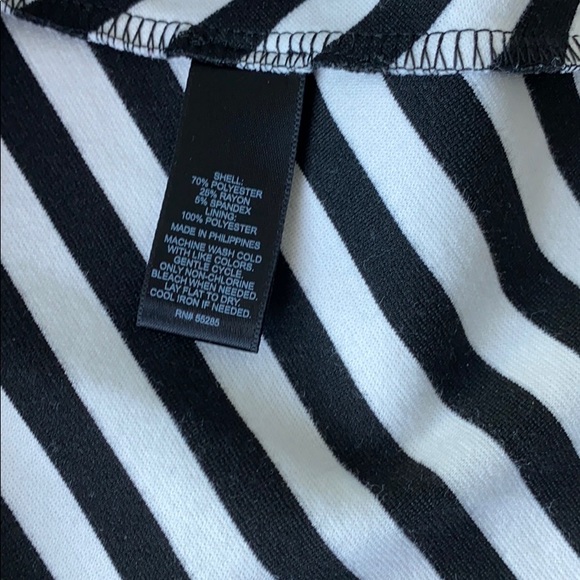 SHELL:
70% POLYESTER
25% RAYON
5% SPANDEX
LINING:
100% POLYESTER
MADE IN PHILIPPINES
MACHINE WASH COLD
WITH LIKE COLORS.
GENTLE CYCLE.
ONLY NON-CHLORINE
BLEACH WHEN NEEDED.
LAY FLAT TO DRY.
COOL IRON IF NEEDED.
RN# 55285